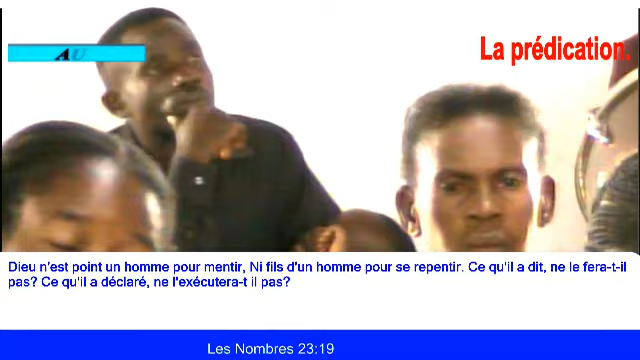 La prédication.
AU
Dieu n'est point un homme pour mentir, Ni fils d'un homme pour se repentir. Ce qu'il a dit, ne le fera-t-il
pas? Ce qu'il a déclaré, ne l'exécutera-t il pas?
Les Nombres 23:19